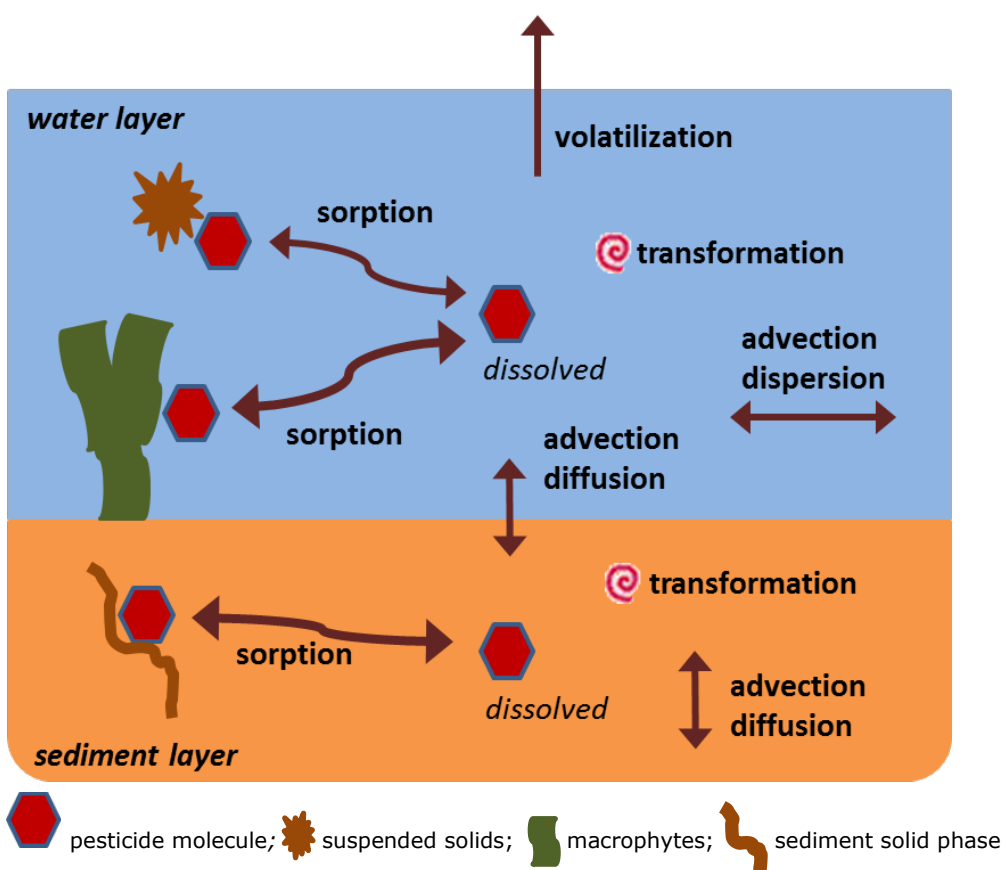 water layer
volatilization
sorption
transformation
dissolved
advection
dispersion
sorption
advection
diffusion
transformation
sorption
dissolved
advection
diffusion
sediment layer
pesticide molecule; suspended solids; macrophytes; sediment solid phase